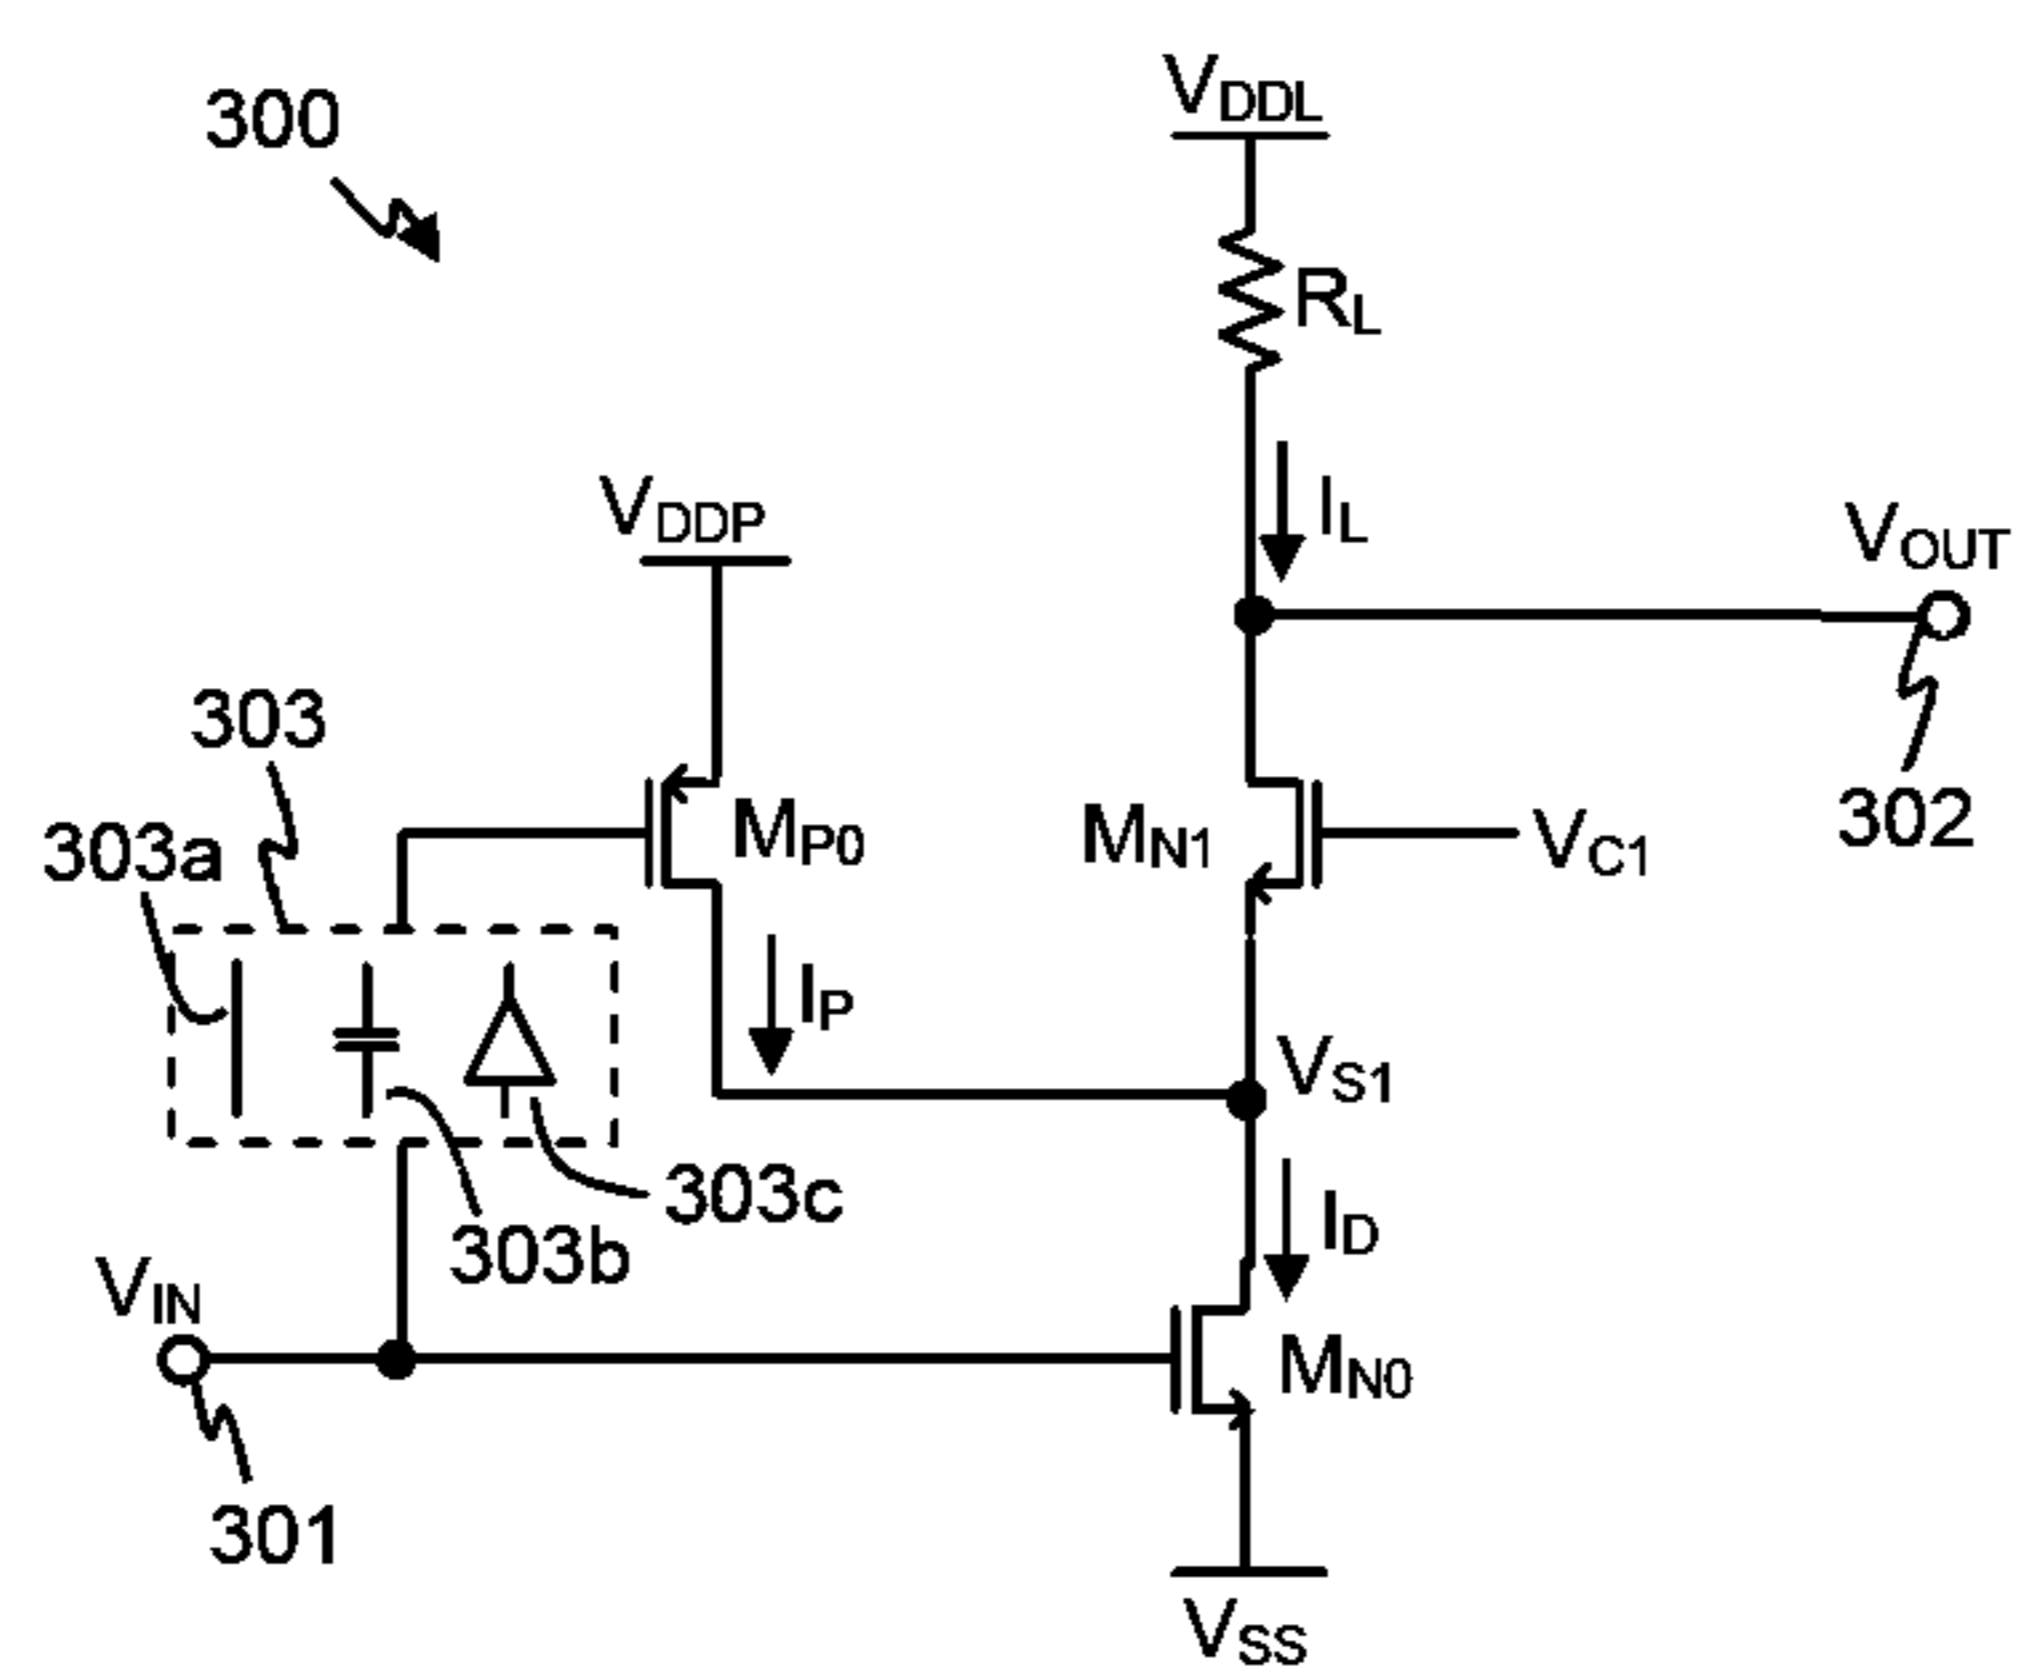 300
VDDL
RL
IL
VDDP
VOUT
303
303a
MP0
MN1
VC1
302
IP
VS1
303c
303b
ID
VIN
MN0
301
VSS